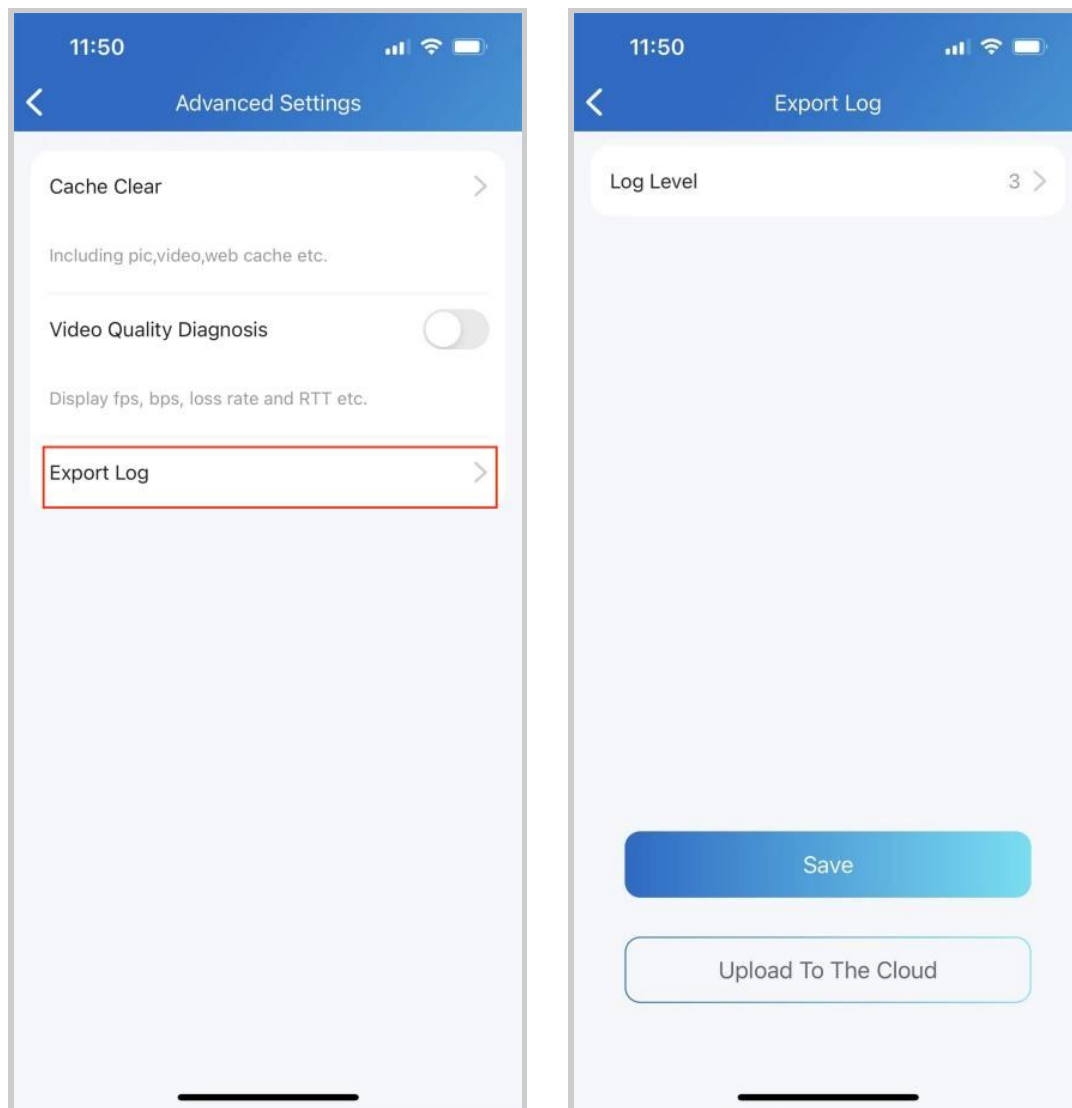 11:50
Advanced Settings
Cache Clear
Including pic,video,web cache etc.
Video Quality Diagnosis
Display fps, bps, loss rate and RTT etc.
Export Log
11:50
Export Log
Log Level 3
Save
Upload To The Cloud